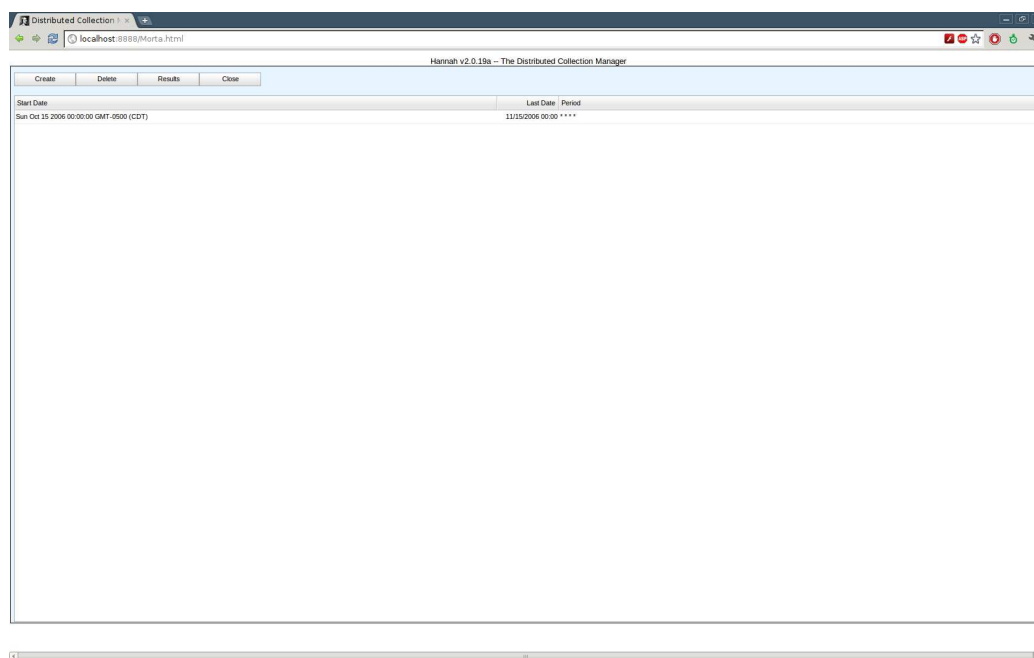 Distributed Collection
localhost:8888/Morta.html
Hannah v2.0.19a -- The Distributed Collection Manager
Create Delete Results Close
Start Date Last Date Period
Sun Oct 15 2006 00:00:00 GMT-0500 (CDT) 11/15/2006 00:00 * * * *